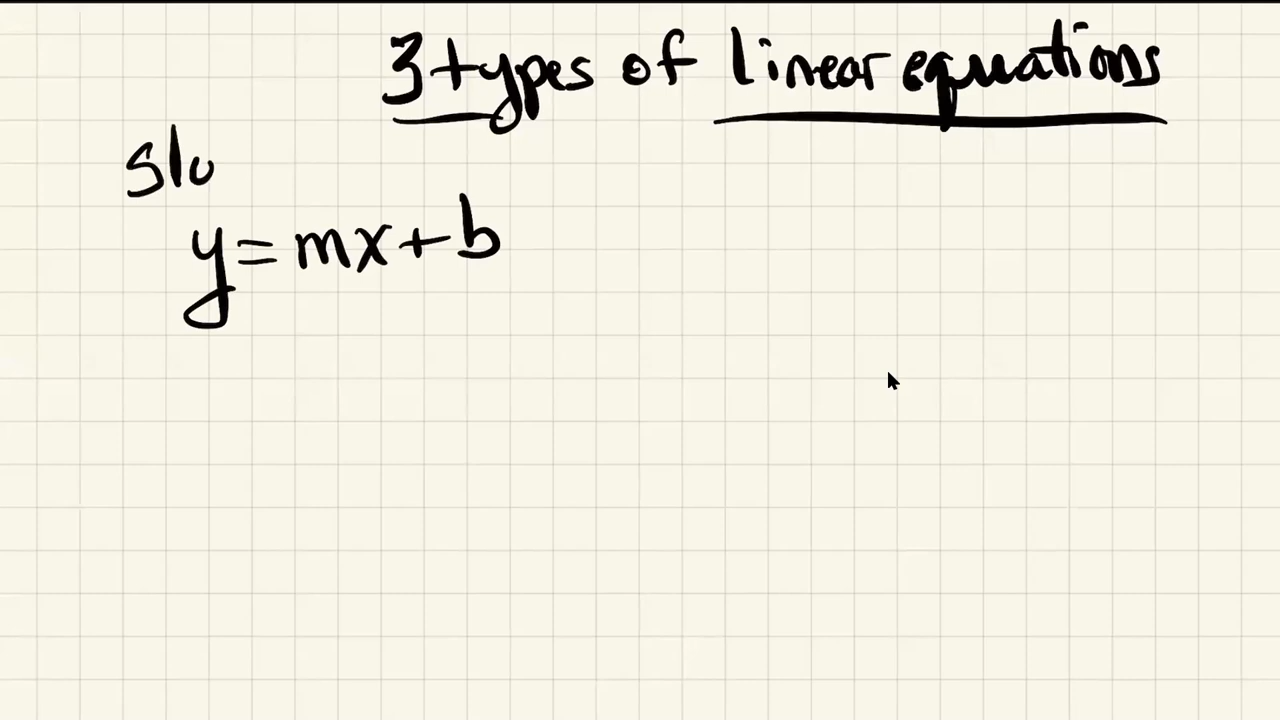 3 types of linear equations
slo
y = mx + b